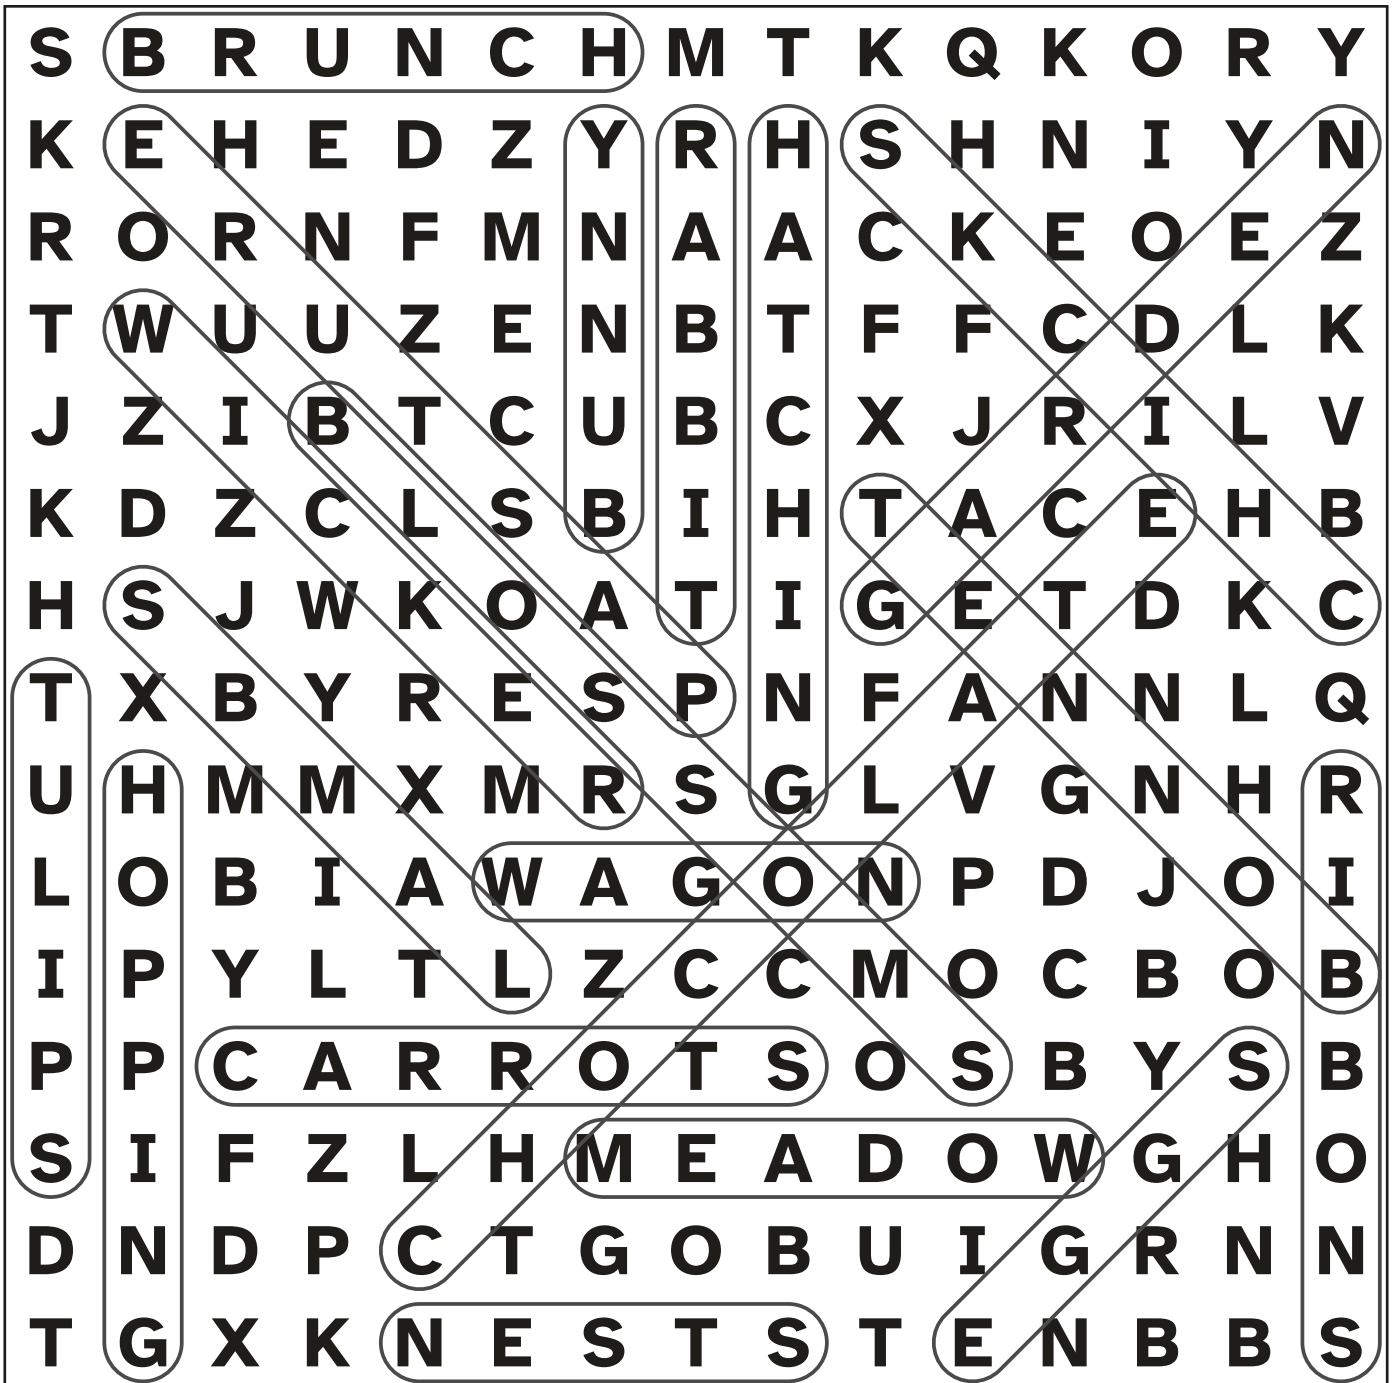 S B R U N C H M T K Q K O R Y
K E H E D Z Y R H S H N I Y N
R O R N F M N A A C K E O E Z
T W U U Z E N B T F F C D L K
J Z I B T C U B C X J R I L V
K D Z C L S B I H T A C E H B
H S J W K O A T I G E T D K C
T X B Y R E S P N F A N N L Q
U H M M X M R S G L V G N H R
L O B I A W A G O N P D J O I
I P Y L T L Z C C M O C B O B
P P C A R R O T S O S B Y S B
S I F Z L H M E A D O W G H O
D N D P C T G O B U I G R N N
T G X K N E S T S T E N B B S